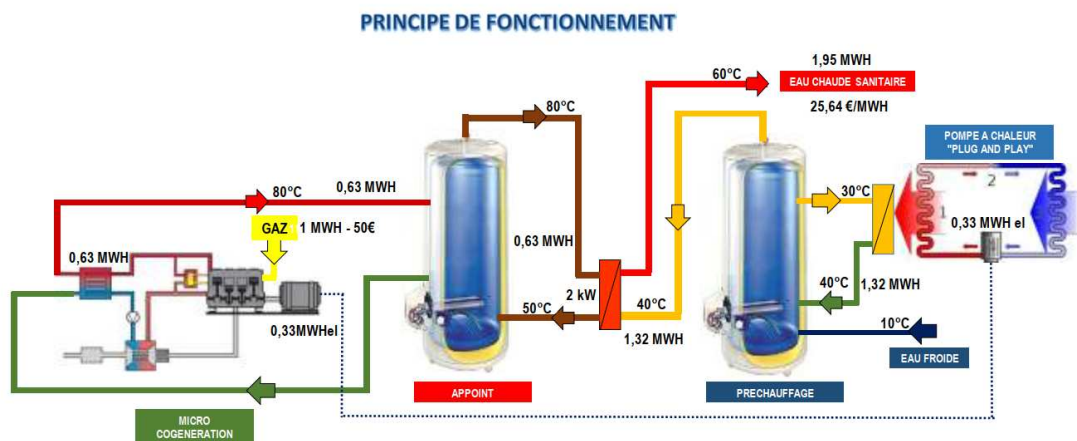 PRINCIPE DE FONCTIONNEMENT
1,95 MWH
60°C
EAU CHAUDE SANITAIRE
25,64 €/MWH
80°C
POMPE A CHALEUR
"PLUG AND PLAY"
80°C
0,63 MWH
30°C
1
2
GAZ
1 MWH - 50€
0,33 MWH el
0,63 MWH
0,63 MWH
2 kW
40°C
40°C
1,32 MWH
0,33MWHel
50°C
1,32 MWH
10°C
EAU FROIDE
APPOINT
PRECHAUFFAGE
MICRO
COGENERATION